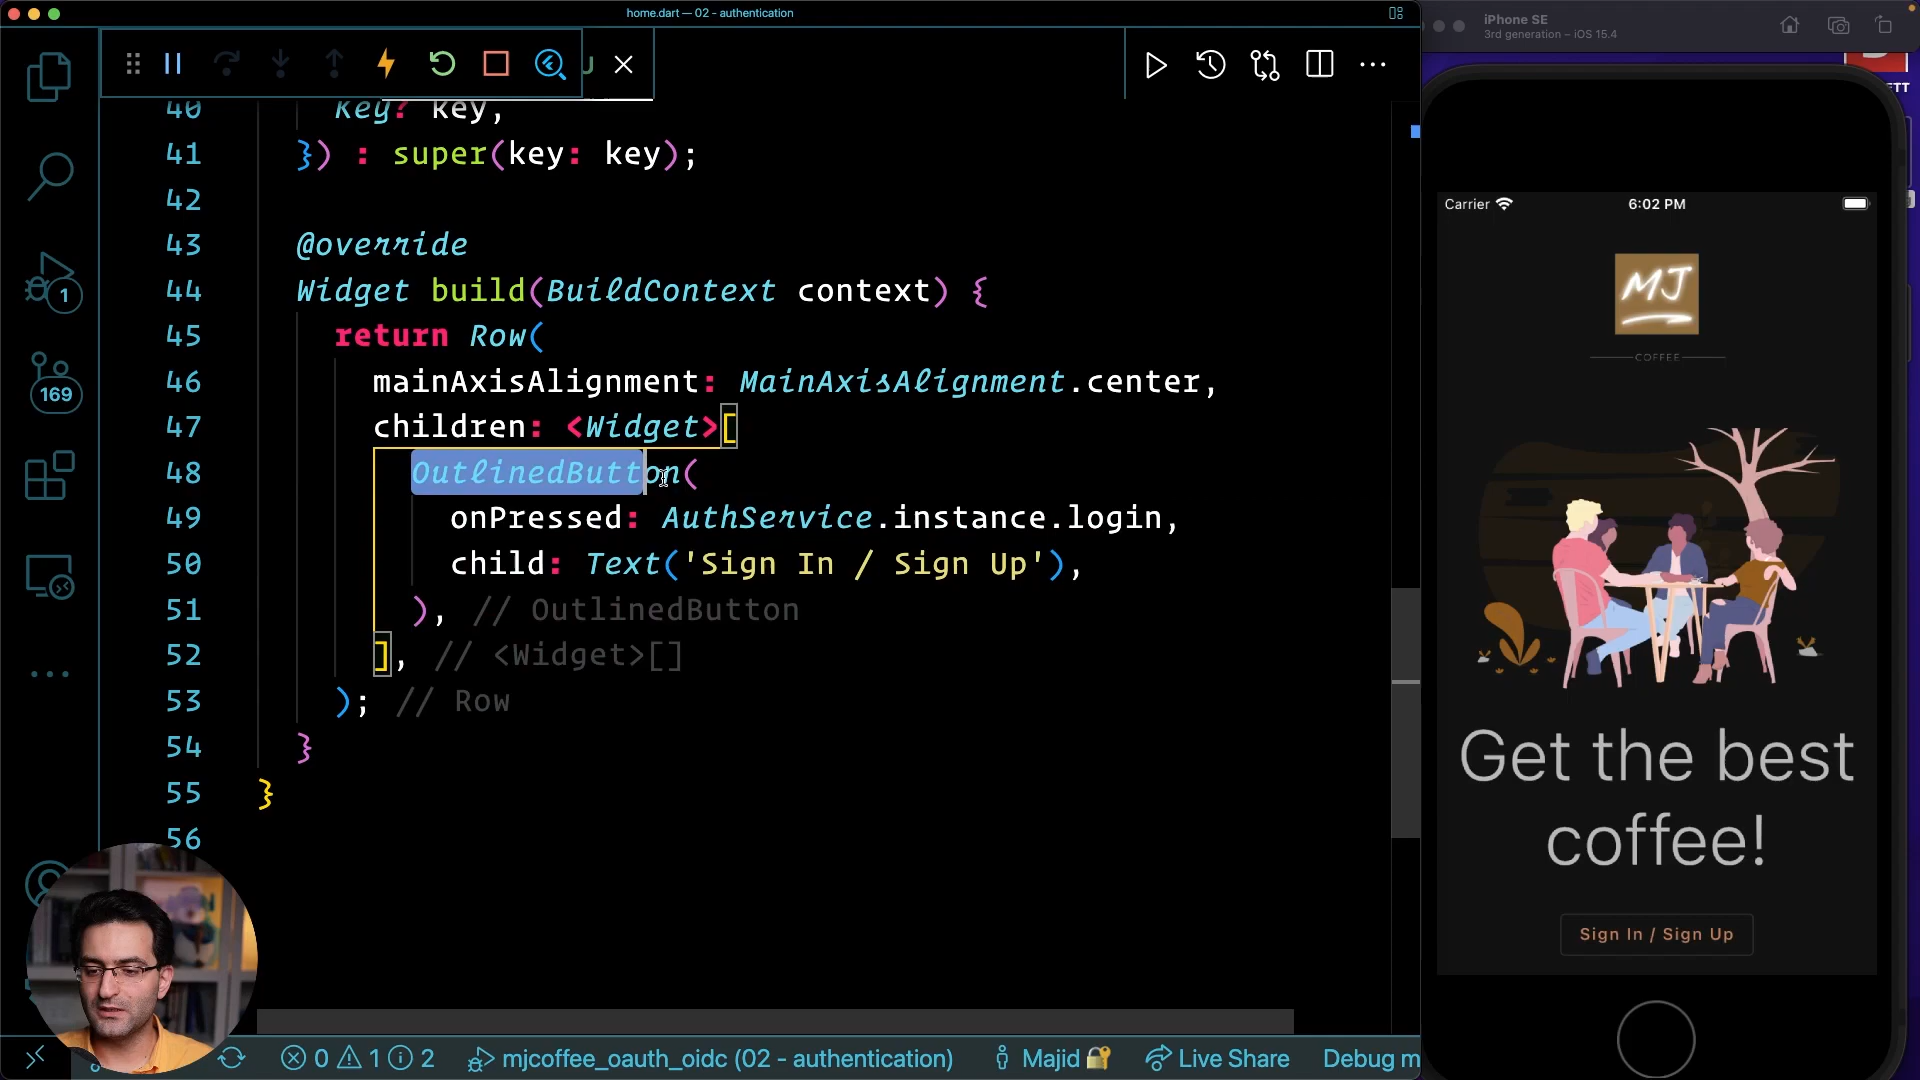 home.dart — 02 - authentication
U
40 Key? key,
41 }) : super(key: key);
42
43 @override
44 Widget build(BuildContext context) {
45 return Row(
46 mainAxisAlignment: MainAxisAlignment.center,
47 children: <Widget>[
48 OutlinedButton(
49 onPressed: AuthService.instance.login,
50 child: Text('Sign In / Sign Up'),
51 ), // OutlinedButton
52 ], // <Widget>[]
53 ); // Row
54 }
55 }
56
1
169
0 1 2
mjcoffee_oauth_oidc (02 - authentication)
Majid
Live Share
Debug m
iPhone SE
3rd generation – iOS 15.4
ETT
Carrier
6:02 PM
MJ
COFFEE
Get the best
coffee!
Sign In / Sign Up